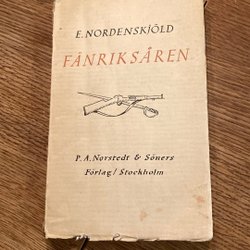 E. NORDENSKJÖLD
FÄNRIKSÅREN
P. A. Norstedt & Söners
Förlag / Stockholm